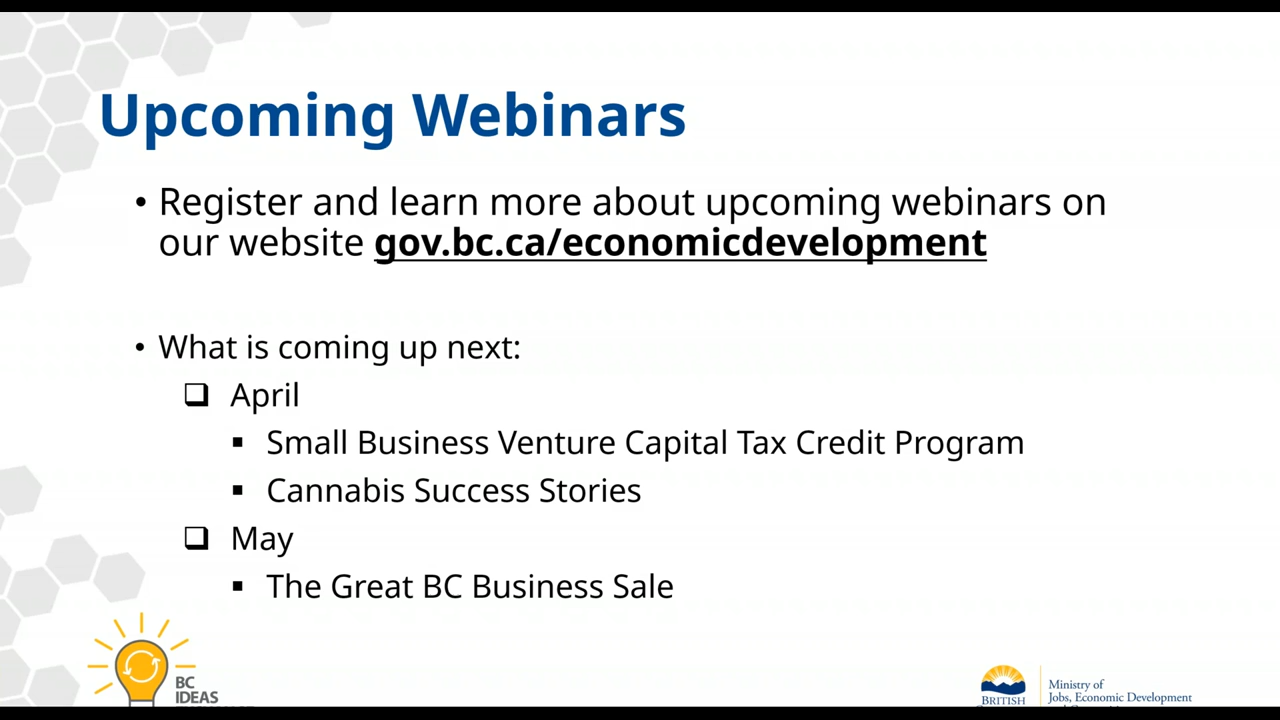 Upcoming Webinars
• Register and learn more about upcoming webinars on
our website gov.bc.ca/economicdevelopment
• What is coming up next:
❑ April
▪ Small Business Venture Capital Tax Credit Program
▪ Cannabis Success Stories
❑ May
▪ The Great BC Business Sale
BC
IDEAS
BRITISH
Ministry of
Jobs, Economic Development